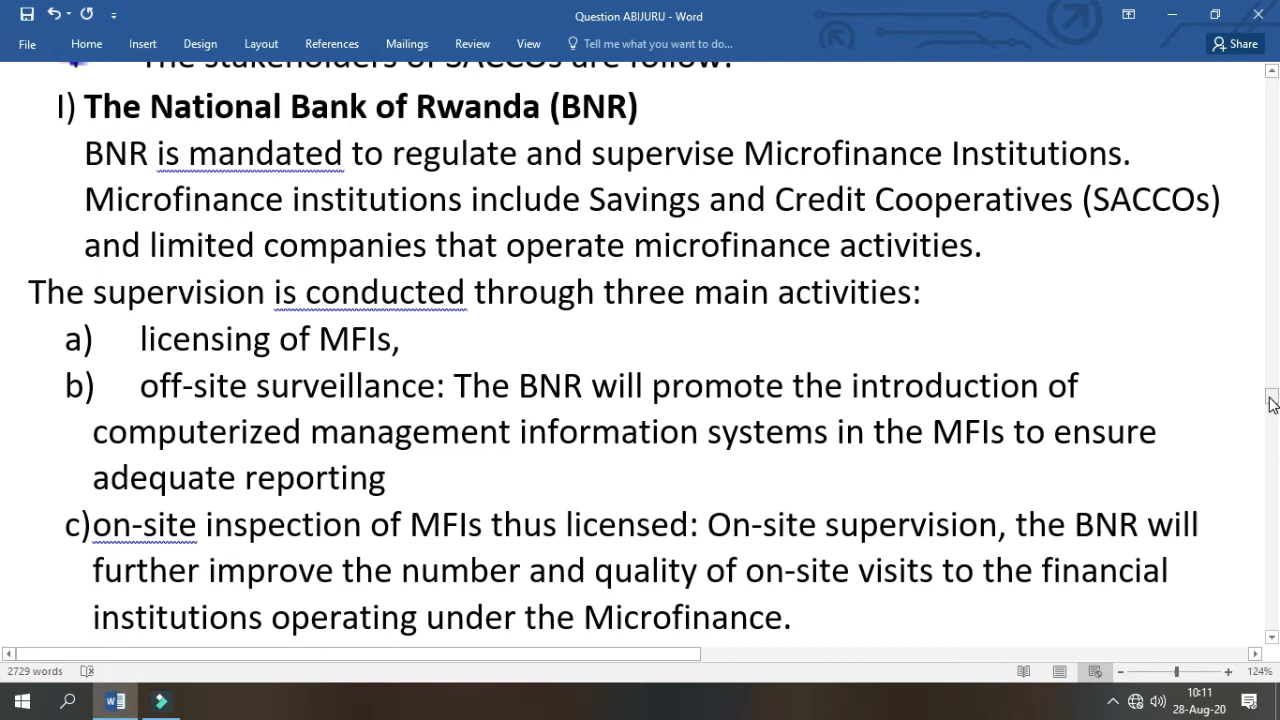 Question ABIJURU - Word
File Home Insert Design Layout References Mailings Review View Tell me what you want to do... Share
The stakeholders of SACCOs are follow:
I) The National Bank of Rwanda (BNR)
BNR is mandated to regulate and supervise Microfinance Institutions.
Microfinance institutions include Savings and Credit Cooperatives (SACCOs)
and limited companies that operate microfinance activities.
The supervision is conducted through three main activities:
a) licensing of MFIs,
b) off-site surveillance: The BNR will promote the introduction of
computerized management information systems in the MFIs to ensure
adequate reporting
c) on-site inspection of MFIs thus licensed: On-site supervision, the BNR will
further improve the number and quality of on-site visits to the financial
institutions operating under the Microfinance.
2729 words
124%
10:11
28-Aug-20